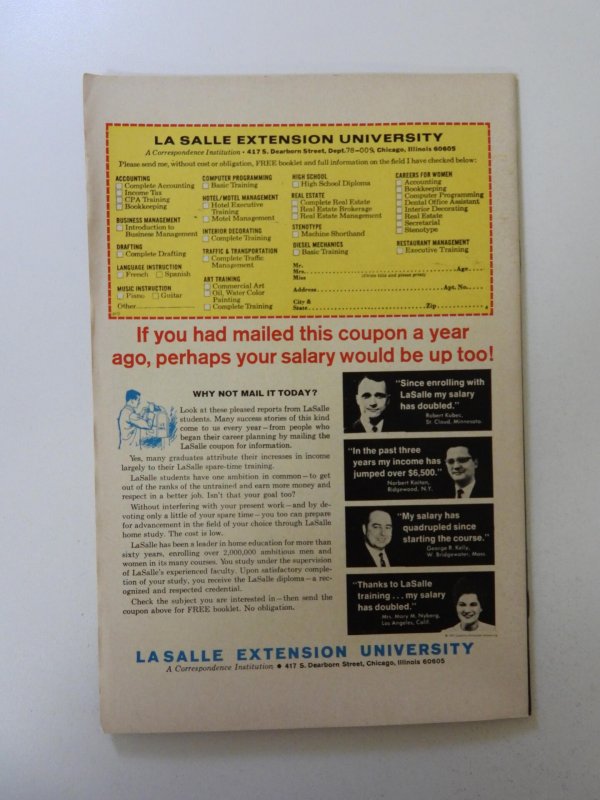 LA SALLE EXTENSION UNIVERSITY
A Correspondence Institution • 417 S. Dearborn Street, Dept. 78-009, Chicago, Illinois 60605
Please send me, without cost or obligation, FREE booklet and full information on the field I have checked below:
ACCOUNTING
Complete Accounting
Income Tax
CPA Training
Bookkeeping
BUSINESS MANAGEMENT
Introduction to
Business Management
DRAFTING
Complete Drafting
LANGUAGE INSTRUCTION
French Spanish
MUSIC INSTRUCTION
Piano Guitar
Other
COMPUTER PROGRAMMING
Basic Training
HOTEL/MOTEL MANAGEMENT
Hotel Executive
Training
Motel Management
INTERIOR DECORATING
Complete Training
TRAFFIC & TRANSPORTATION
Complete Traffic
Management
ART TRAINING
Commercial Art
Oil, Water Color
Painting
Complete Training
HIGH SCHOOL
High School Diploma
REAL ESTATE
Complete Real Estate
Real Estate Brokerage
Real Estate Management
STENOTYPE
Machine Shorthand
DIESEL MECHANICS
Basic Training
CAREERS FOR WOMEN
Accounting
Bookkeeping
Computer Programming
Dental Office Assistant
Interior Decorating
Real Estate
Secretarial
Stenotype
RESTAURANT MANAGEMENT
Executive Training
Mr.
Mrs. Age
Miss (Please title and please print)
Address Apt. No.
City &
State Zip
If you had mailed this coupon a year
ago, perhaps your salary would be up too!
WHY NOT MAIL IT TODAY?
Look at these pleased reports from LaSalle
students. Many success stories of this kind
come to us every year—from people who
began their career planning by mailing the
LaSalle coupon for information.
Yes, many graduates attribute their increases in income
largely to their LaSalle spare-time training.
LaSalle students have one ambition in common—to get
out of the ranks of the untrained and earn more money and
respect in a better job. Isn't that your goal too?
Without interfering with your present work—and by de-
voting only a little of your spare time—you too can prepare
for advancement in the field of your choice through LaSalle
home study. The cost is low.
LaSalle has been a leader in home education for more than
sixty years, enrolling over 2,000,000 ambitious men and
women in its many courses. You study under the supervision
of LaSalle's experienced faculty. Upon satisfactory comple-
tion of your study, you receive the LaSalle diploma—a rec-
ognized and respected credential.
Check the subject you are interested in—then send the
coupon above for FREE booklet. No obligation.
"Since enrolling with
LaSalle my salary
has doubled."
Robert Kubec,
St. Cloud, Minnesota
"In the past three
years my income has
jumped over $6,500."
Norbert Kniten,
Ridgewood, N.Y.
"My salary has
quadrupled since
starting the course."
George R. Kelly,
W. Bridgewater, Mass.
"Thanks to LaSalle
training ... my salary
has doubled."
Mrs. Mary M. Nyberg,
Los Angeles, Calif.
LASALLE EXTENSION UNIVERSITY
A Correspondence Institution • 417 S. Dearborn Street, Chicago, Illinois 60605